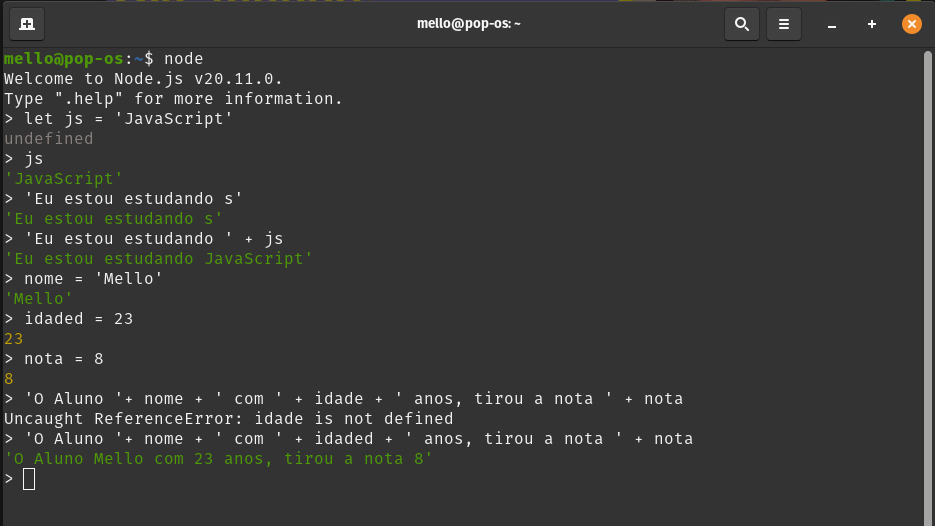 mello@pop-os: ~
mello@pop-os:~$ node
Welcome to Node.js v20.11.0.
Type ".help" for more information.
> let js = 'JavaScript'
undefined
> js
'JavaScript'
> 'Eu estou estudando s'
'Eu estou estudando s'
> 'Eu estou estudando ' + js
'Eu estou estudando JavaScript'
> nome = 'Mello'
'Mello'
> idaded = 23
23
> nota = 8
8
> 'O Aluno '+ nome + ' com ' + idade + ' anos, tirou a nota ' + nota
Uncaught ReferenceError: idade is not defined
> 'O Aluno '+ nome + ' com ' + idaded + ' anos, tirou a nota ' + nota
'O Aluno Mello com 23 anos, tirou a nota 8'
>